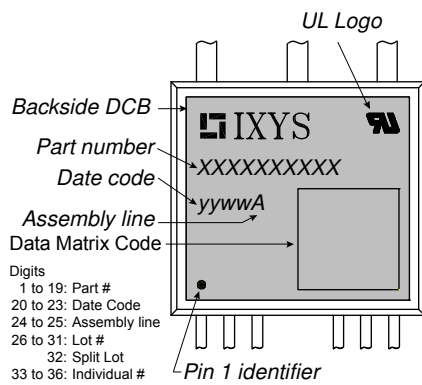 UL Logo
Backside DCB
IXYS
Part number
XXXXXXXXXX
Date code
yywwA
Assembly line
Data Matrix Code
Digits
1 to 19: Part #
20 to 23: Date Code
24 to 25: Assembly line
26 to 31: Lot #
32: Split Lot
33 to 36: Individual #
Pin 1 identifier